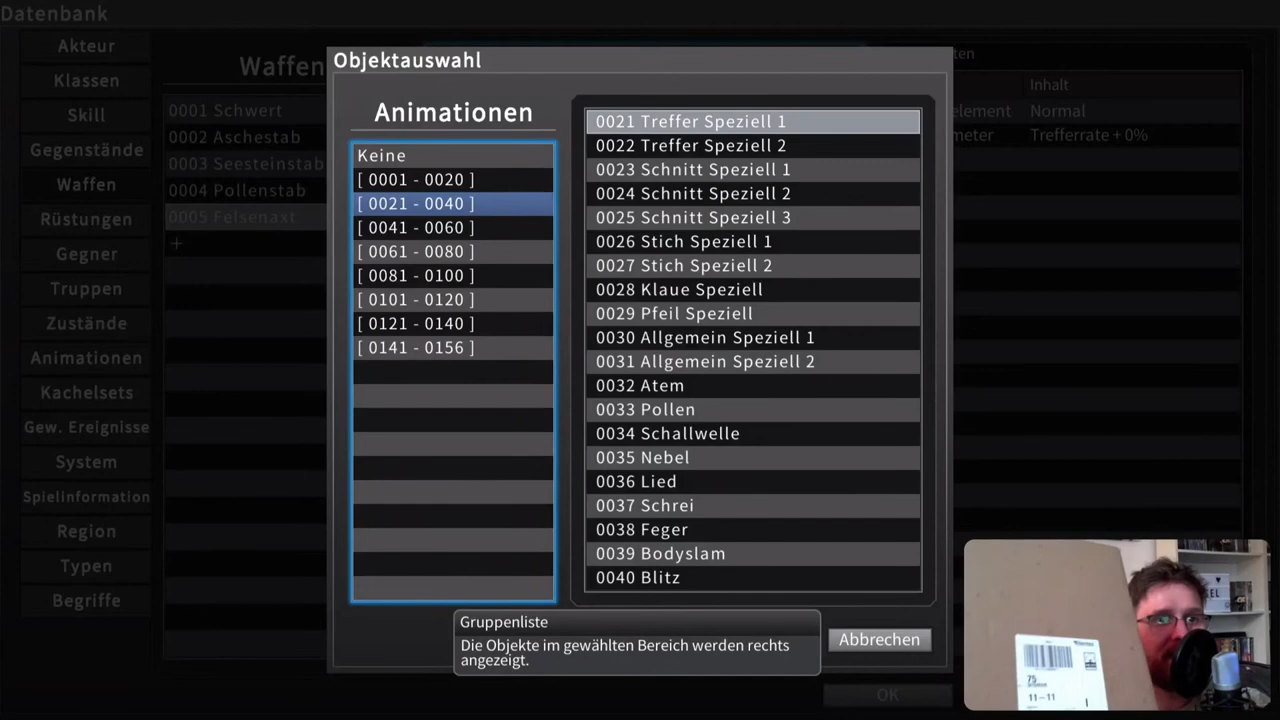 Datenbank
Akteur
Klassen
Skill
Gegenstände
Waffen
Rüstungen
Gegner
Truppen
Zustände
Animationen
Kachelsets
Gew. Ereignisse
System
Spielinformation
Region
Typen
Begriffe
Waffen
0001 Schwert
0002 Aschestab
0003 Seesteinstab
0004 Pollenstab
0005 Felsenaxt
+
Objektauswahl
Animationen
Keine
[ 0001 - 0020 ]
[ 0021 - 0040 ]
[ 0041 - 0060 ]
[ 0061 - 0080 ]
[ 0081 - 0100 ]
[ 0101 - 0120 ]
[ 0121 - 0140 ]
[ 0141 - 0156 ]
0021 Treffer Speziell 1
0022 Treffer Speziell 2
0023 Schnitt Speziell 1
0024 Schnitt Speziell 2
0025 Schnitt Speziell 3
0026 Stich Speziell 1
0027 Stich Speziell 2
0028 Klaue Speziell
0029 Pfeil Speziell
0030 Allgemein Speziell 1
0031 Allgemein Speziell 2
0032 Atem
0033 Pollen
0034 Schallwelle
0035 Nebel
0036 Lied
0037 Schrei
0038 Feger
0039 Bodyslam
0040 Blitz
Gruppenliste
Die Objekte im gewählten Bereich werden rechts
angezeigt.
Abbrechen
OK
ten
Inhalt
element Normal
meter Trefferrate + 0%
75
11-11